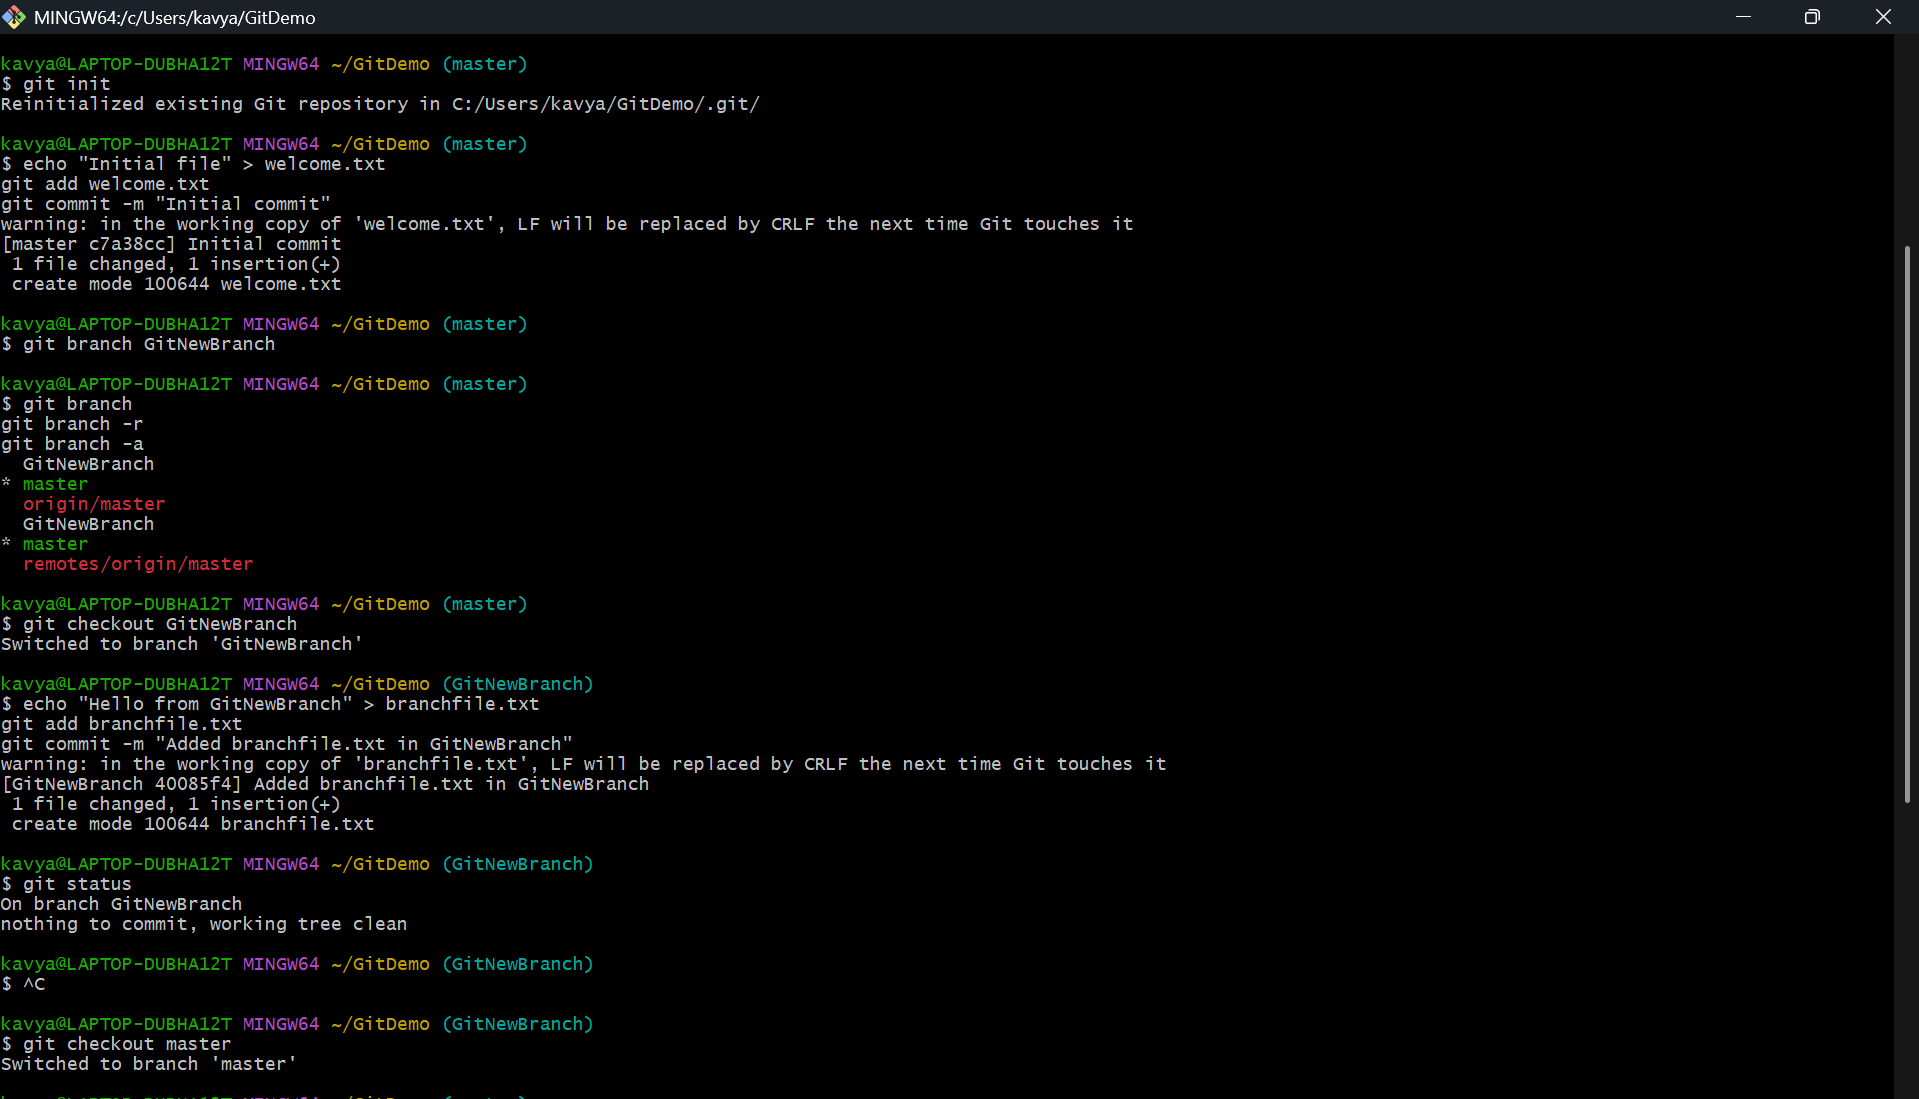 MINGW64:/c/Users/kavya/GitDemo
kavya@LAPTOP-DUBHA12T MINGW64 ~/GitDemo (master)
$ git init
Reinitialized existing Git repository in C:/Users/kavya/GitDemo/.git/
kavya@LAPTOP-DUBHA12T MINGW64 ~/GitDemo (master)
$ echo "Initial file" > welcome.txt
git add welcome.txt
git commit -m "Initial commit"
warning: in the working copy of 'welcome.txt', LF will be replaced by CRLF the next time Git touches it
[master c7a38cc] Initial commit
 1 file changed, 1 insertion(+)
 create mode 100644 welcome.txt
kavya@LAPTOP-DUBHA12T MINGW64 ~/GitDemo (master)
$ git branch GitNewBranch
kavya@LAPTOP-DUBHA12T MINGW64 ~/GitDemo (master)
$ git branch
git branch -r
git branch -a
  GitNewBranch
* master
  origin/master
  GitNewBranch
* master
  remotes/origin/master
kavya@LAPTOP-DUBHA12T MINGW64 ~/GitDemo (master)
$ git checkout GitNewBranch
Switched to branch 'GitNewBranch'
kavya@LAPTOP-DUBHA12T MINGW64 ~/GitDemo (GitNewBranch)
$ echo "Hello from GitNewBranch" > branchfile.txt
git add branchfile.txt
git commit -m "Added branchfile.txt in GitNewBranch"
warning: in the working copy of 'branchfile.txt', LF will be replaced by CRLF the next time Git touches it
[GitNewBranch 40085f4] Added branchfile.txt in GitNewBranch
 1 file changed, 1 insertion(+)
 create mode 100644 branchfile.txt
kavya@LAPTOP-DUBHA12T MINGW64 ~/GitDemo (GitNewBranch)
$ git status
On branch GitNewBranch
nothing to commit, working tree clean
kavya@LAPTOP-DUBHA12T MINGW64 ~/GitDemo (GitNewBranch)
$ ^C
kavya@LAPTOP-DUBHA12T MINGW64 ~/GitDemo (GitNewBranch)
$ git checkout master
Switched to branch 'master'